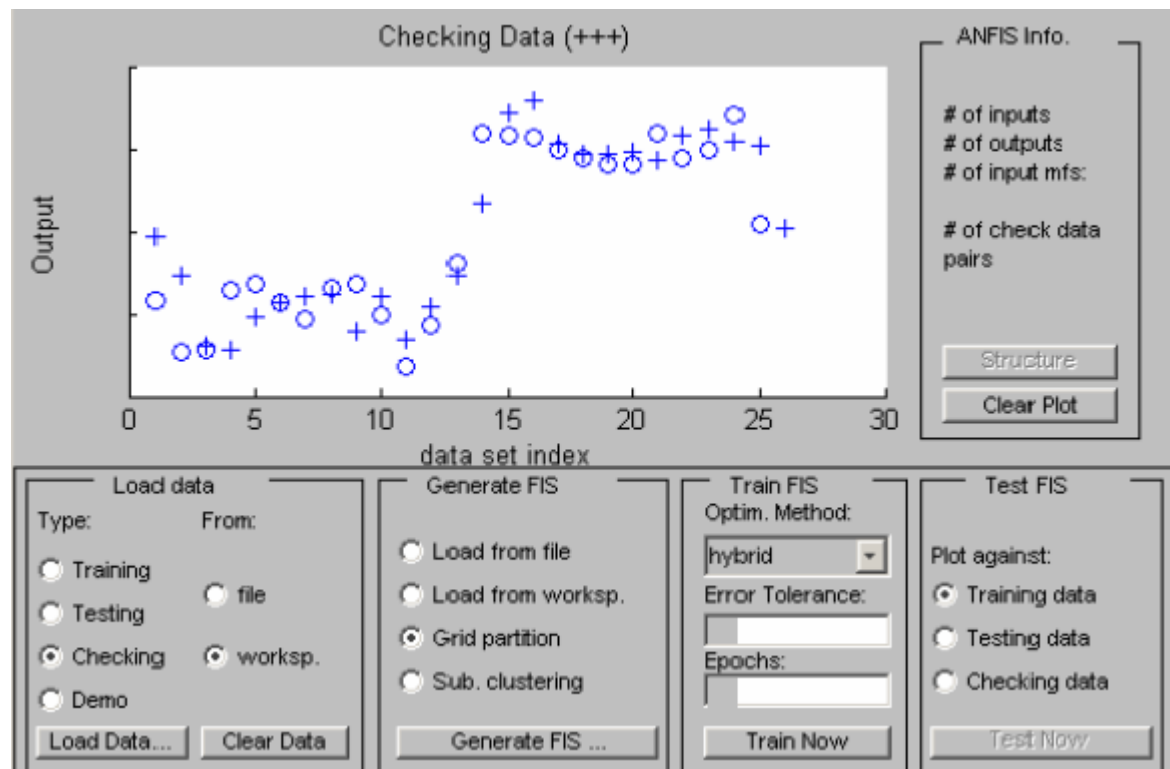 Checking Data (+++)
Output
0 5 10 15 20 25 30
data set index
ANFIS Info.
# of inputs
# of outputs
# of input mfs:
# of check data
pairs
Structure
Clear Plot
Load data
Type:
From:
Training
Testing
Checking
Demo
file
worksp.
Load Data...
Clear Data
Generate FIS
Load from file
Load from worksp.
Grid partition
Sub. clustering
Generate FIS ...
Train FIS
Optim. Method:
hybrid
Error Tolerance:
Epochs:
Train Now
Test FIS
Plot against:
Training data
Testing data
Checking data
Test Now